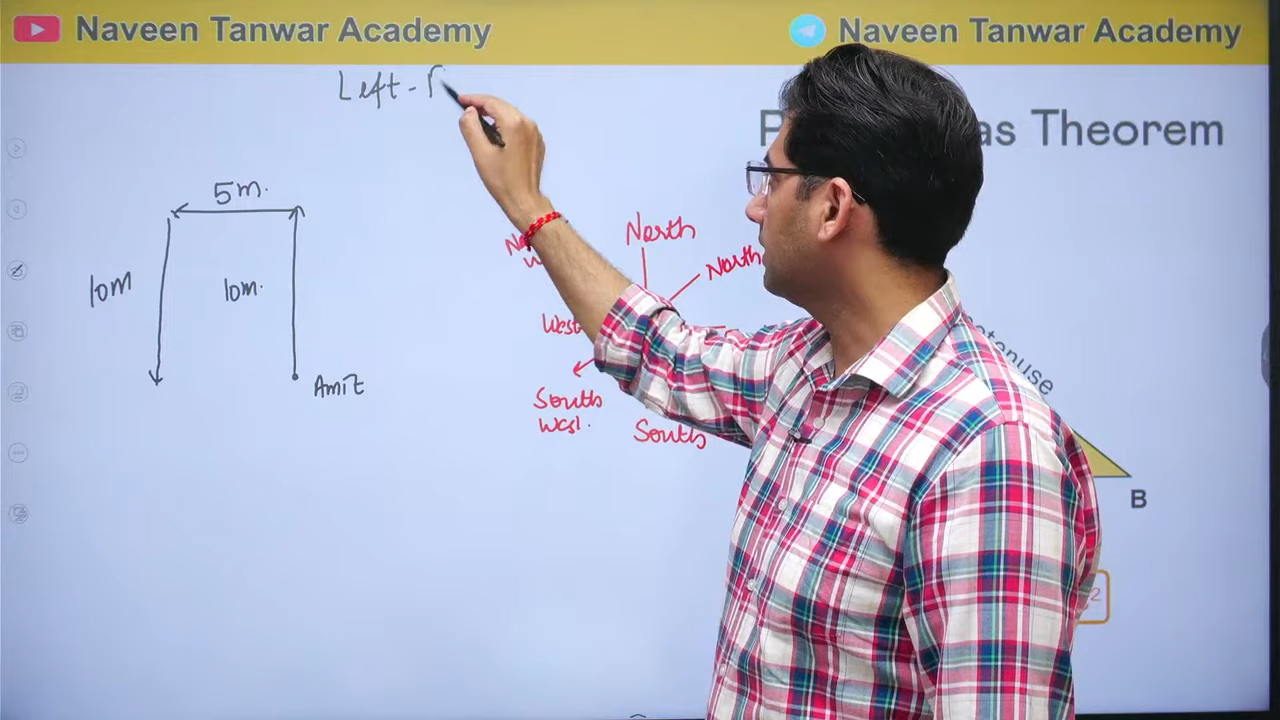 Naveen Tanwar Academy
Naveen Tanwar Academy
Left -
as Theorem
5m.
North
North
10m
10m.
West
Amit
South
West.
South
B
2